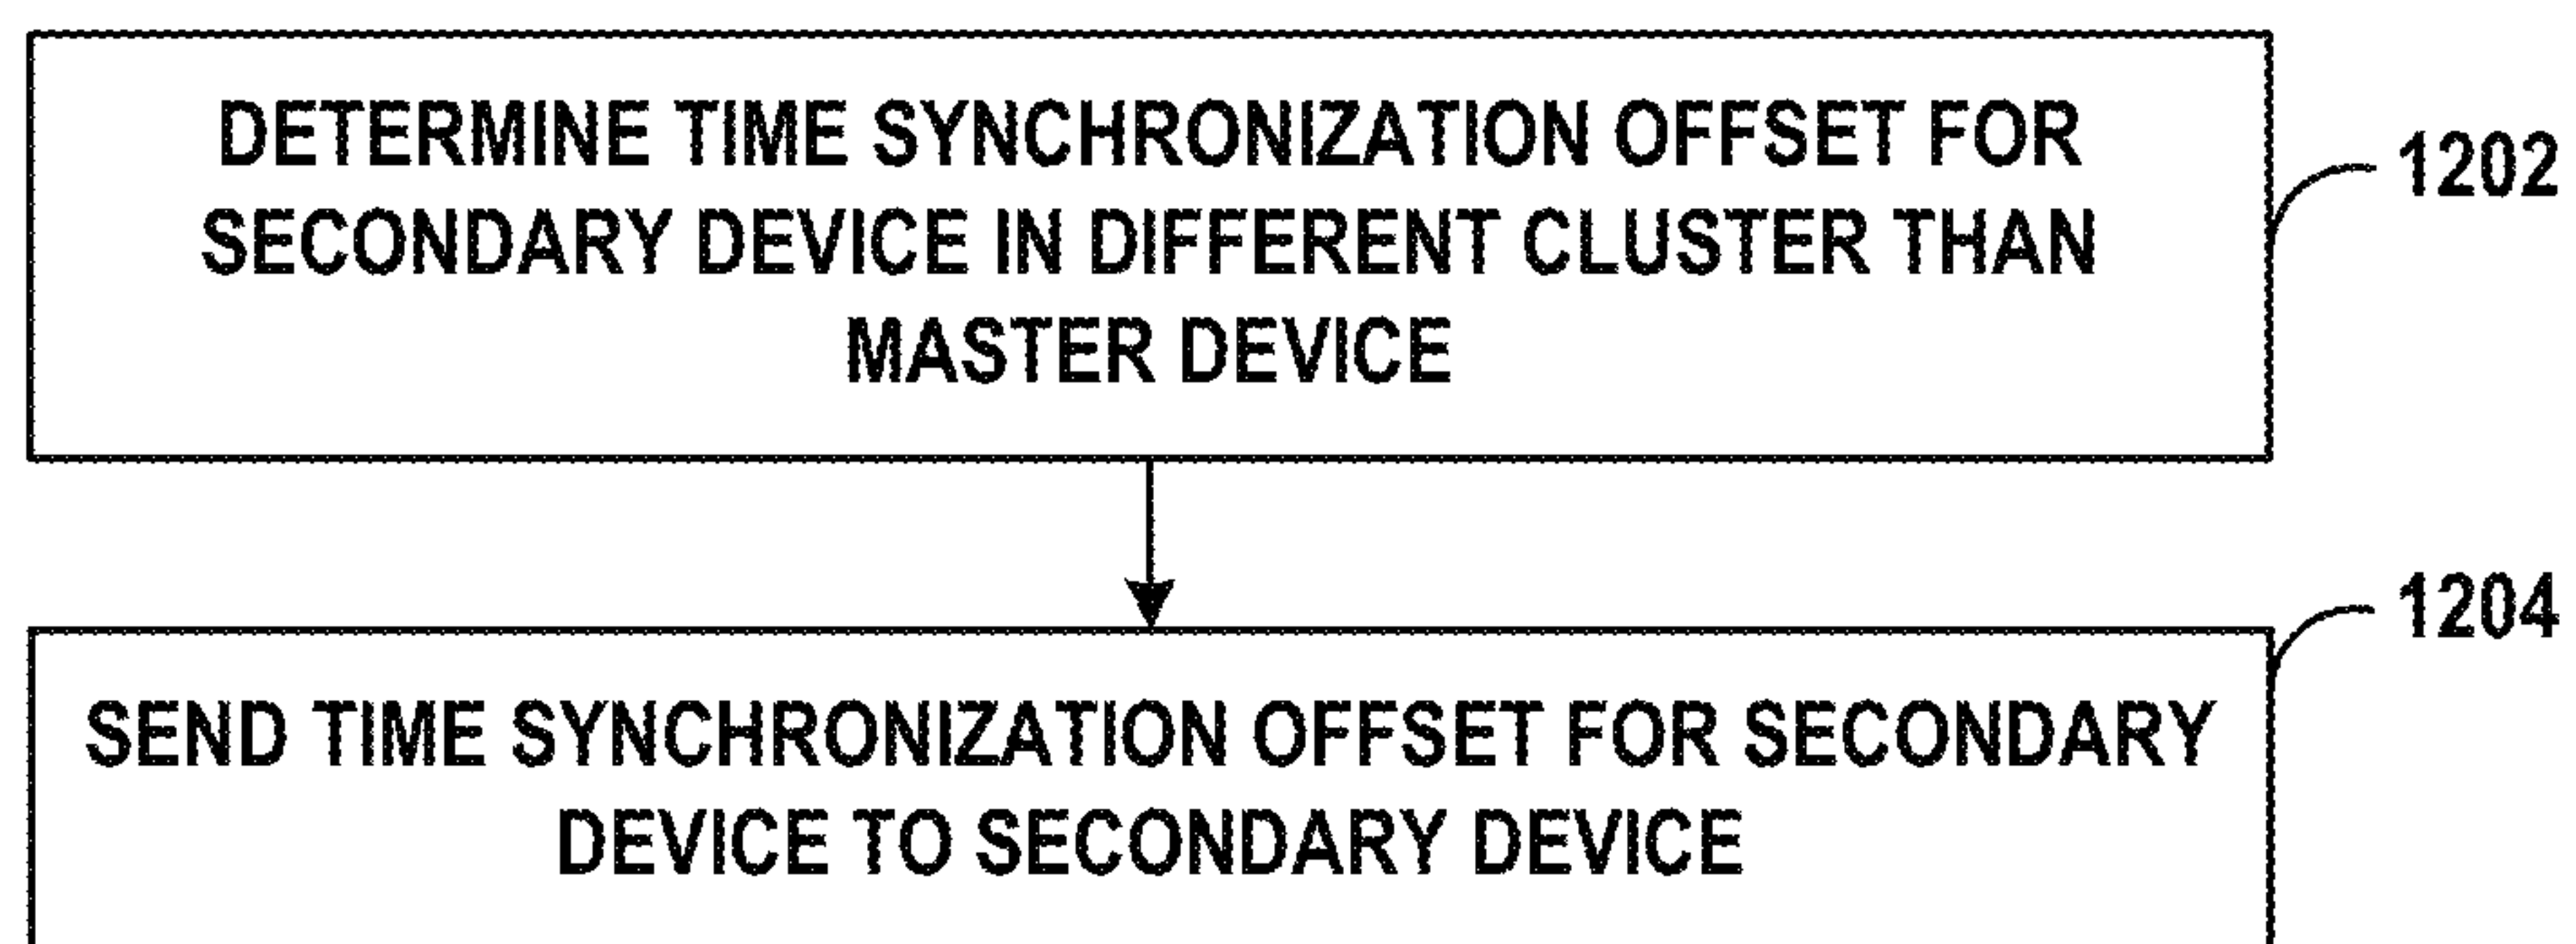 DETERMINE TIME SYNCHRONIZATION OFFSET FOR
SECONDARY DEVICE IN DIFFERENT CLUSTER THAN
MASTER DEVICE
1202
1204
SEND TIME SYNCHRONIZATION OFFSET FOR SECONDARY
DEVICE TO SECONDARY DEVICE